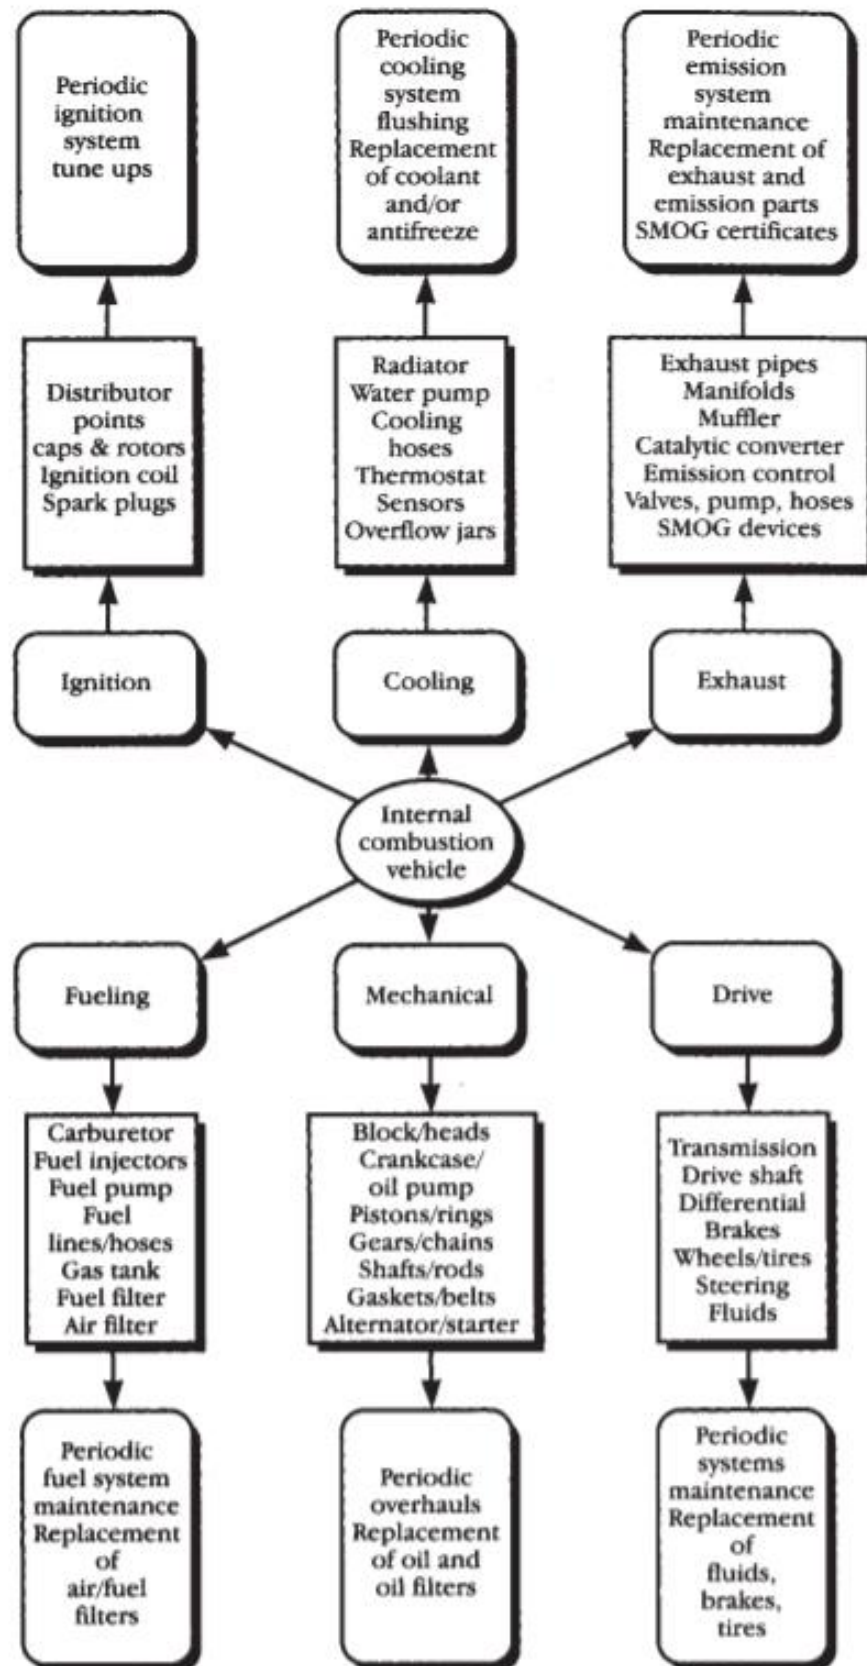 Periodic
ignition
system
tune ups
Periodic
cooling
system
flushing
Replacement
of coolant
and/or
antifreeze
Periodic
emission
system
maintenance
Replacement of
exhaust and
emission parts
SMOG certificates
Distributor
points
caps & rotors
Ignition coil
Spark plugs
Radiator
Water pump
Cooling
hoses
Thermostat
Sensors
Overflow jars
Exhaust pipes
Manifolds
Muffler
Catalytic converter
Emission control
Valves, pump, hoses
SMOG devices
Ignition
Cooling
Exhaust
Internal
combustion
vehicle
Fueling
Mechanical
Drive
Carburetor
Fuel injectors
Fuel pump
Fuel
lines/hoses
Gas tank
Fuel filter
Air filter
Block/heads
Crankcase/
oil pump
Pistons/rings
Gears/chains
Shafts/rods
Gaskets/belts
Alternator/starter
Transmission
Drive shaft
Differential
Brakes
Wheels/tires
Steering
Fluids
Periodic
fuel system
maintenance
Replacement
of
air/fuel
filters
Periodic
overhauls
Replacement
of oil and
oil filters
Periodic
systems
maintenance
Replacement
of
fluids,
brakes,
tires